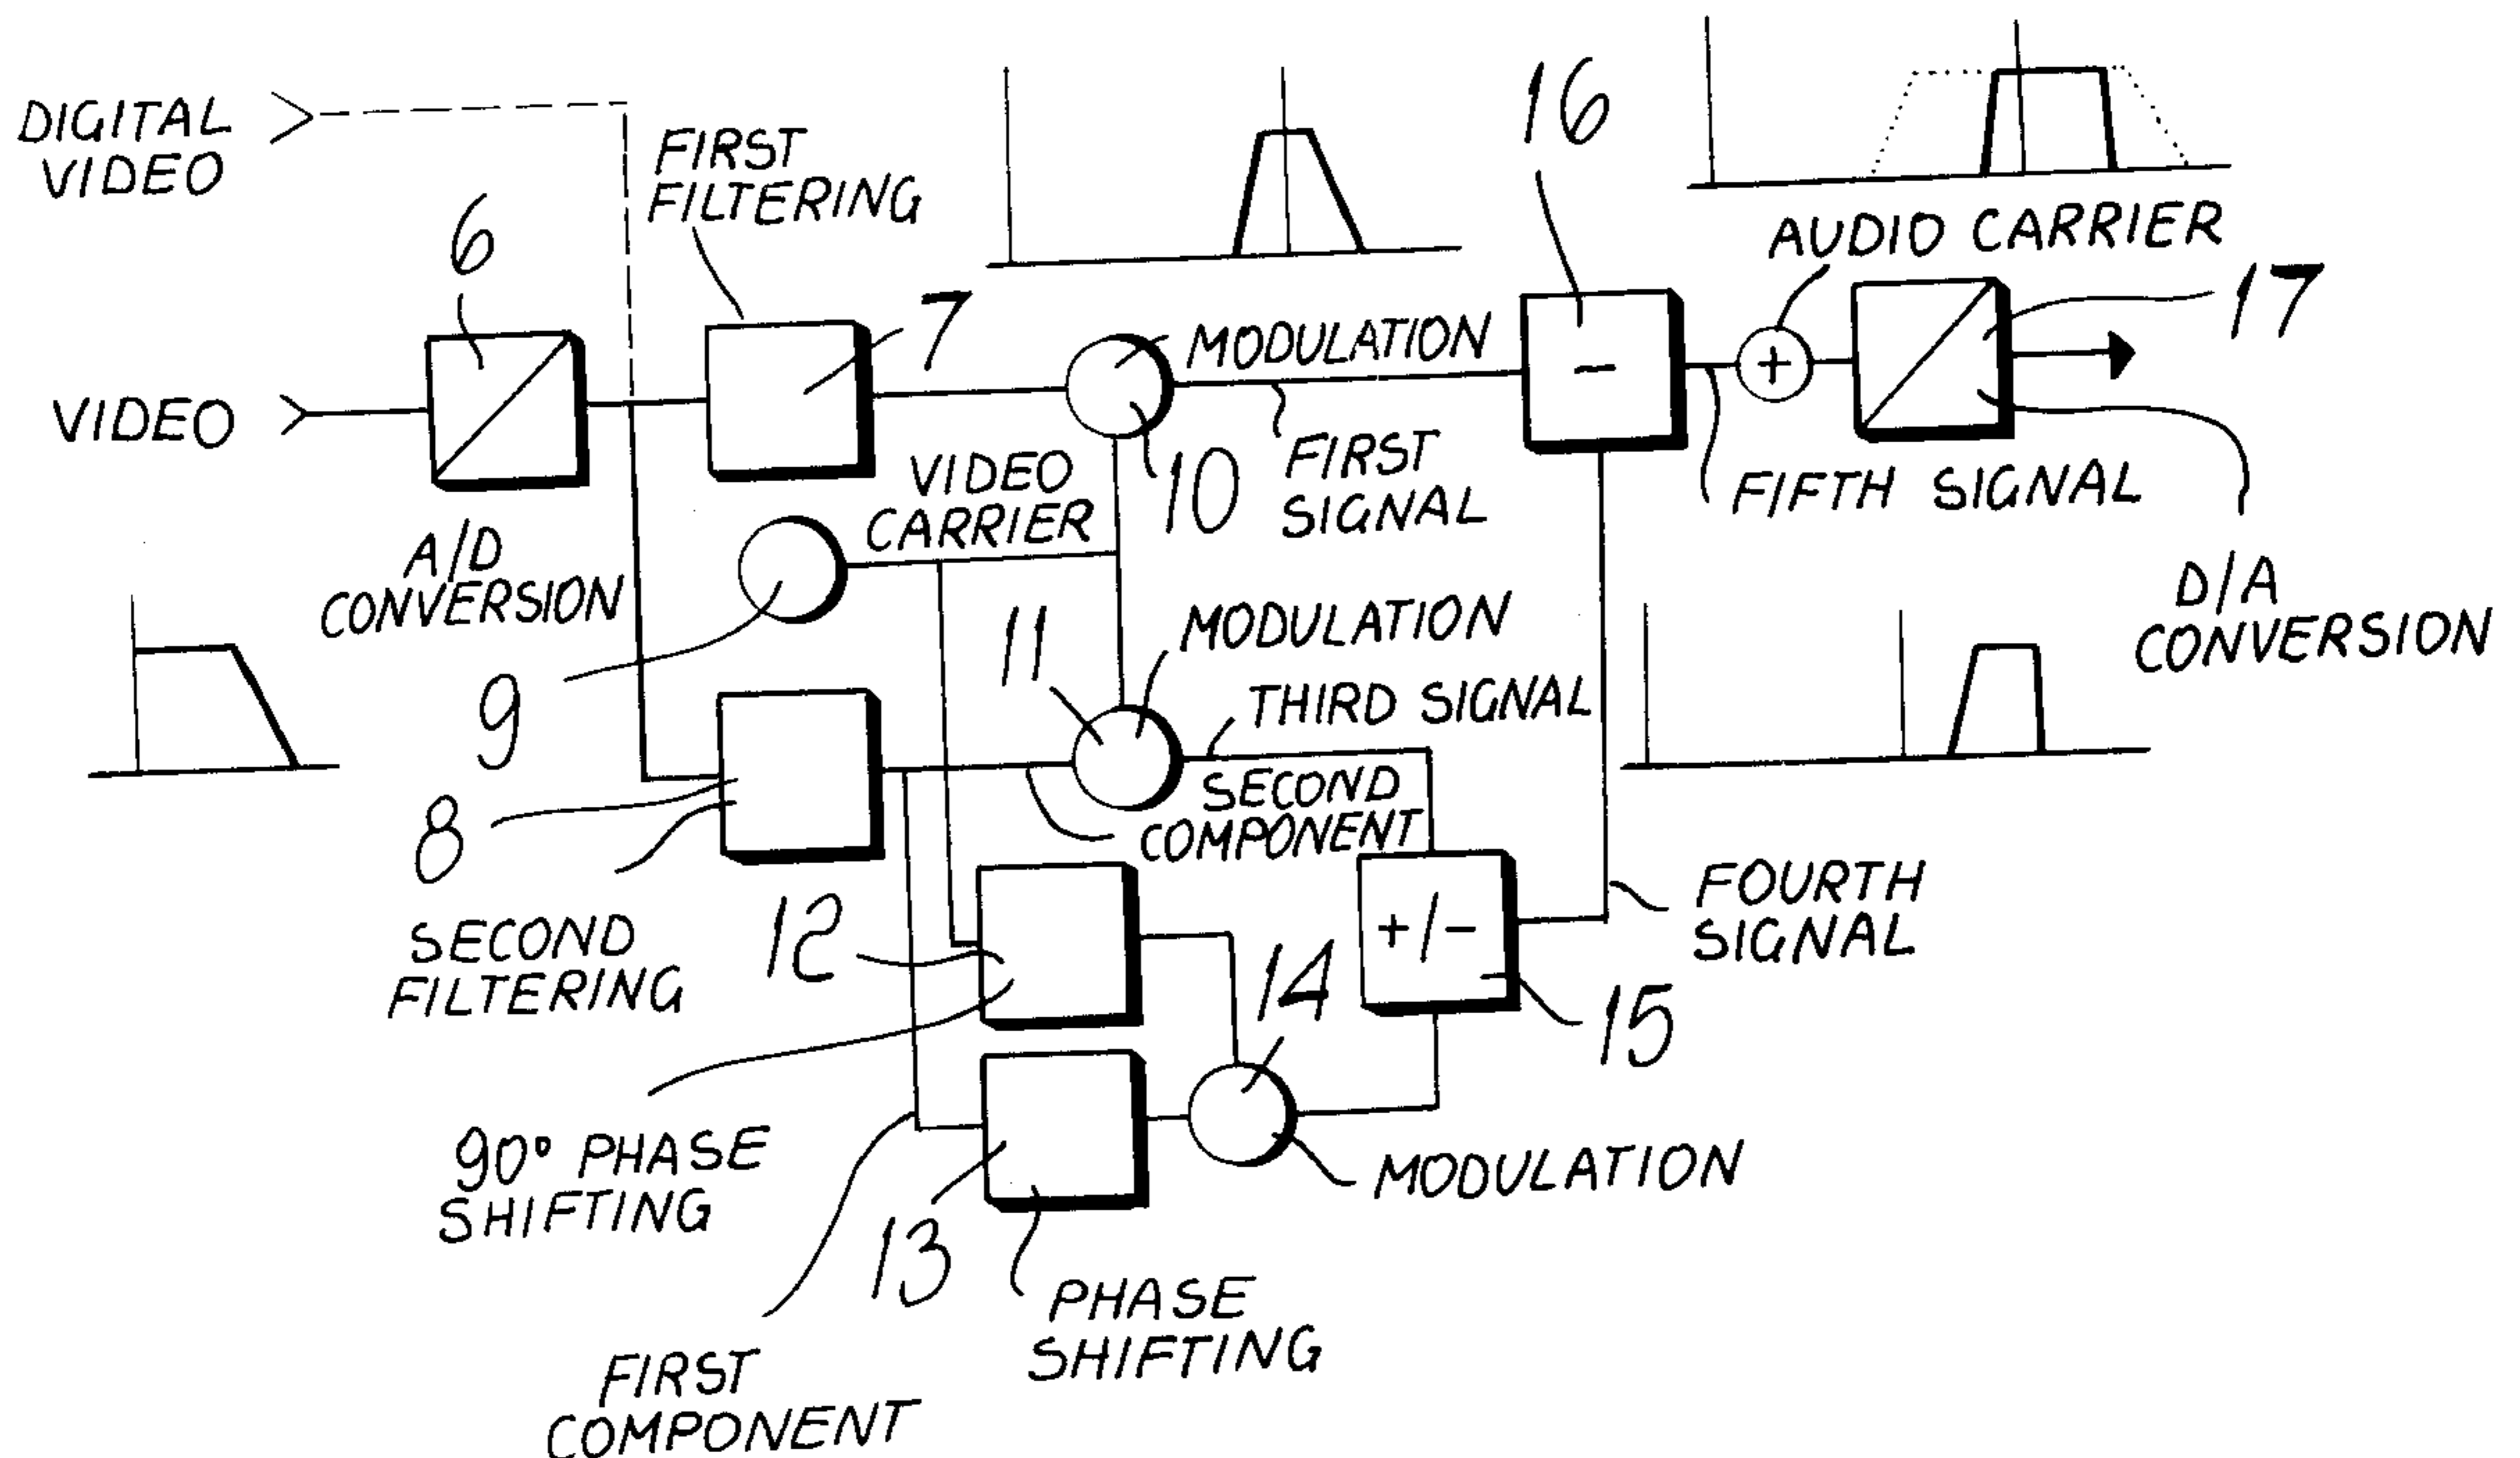 DIGITAL
VIDEO
6
FIRST
FILTERING
7
16
AUDIO CARRIER
17
VIDEO
MODULATION
-
+
10
FIRST
SIGNAL
FIFTH SIGNAL
VIDEO
CARRIER
A/D
CONVERSION
D/A
CONVERSION
9
11
MODULATION
THIRD SIGNAL
8
SECOND
COMPONENT
SECOND
FILTERING
12
14
+/-
FOURTH
SIGNAL
15
90° PHASE
SHIFTING
13
MODULATION
PHASE
SHIFTING
FIRST
COMPONENT